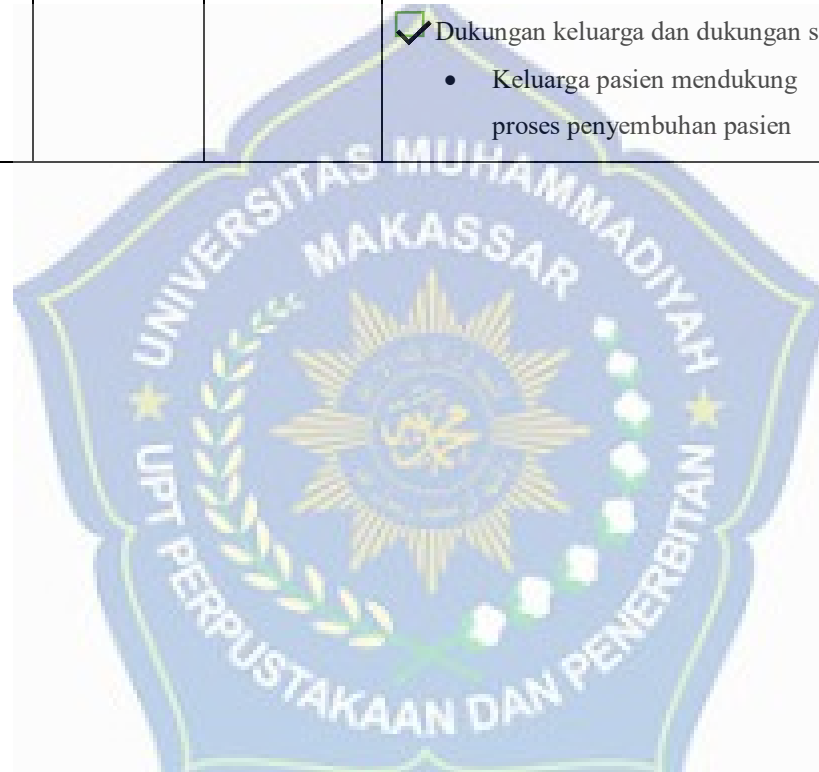 Dukungan keluarga dan dukungan s
• Keluarga pasien mendukung
proses penyembuhan pasien
UNIVERSITAS MUHAMMADIYAH
MAKASSAR
UPT PERPUSTAKAAN DAN PENERBITAN